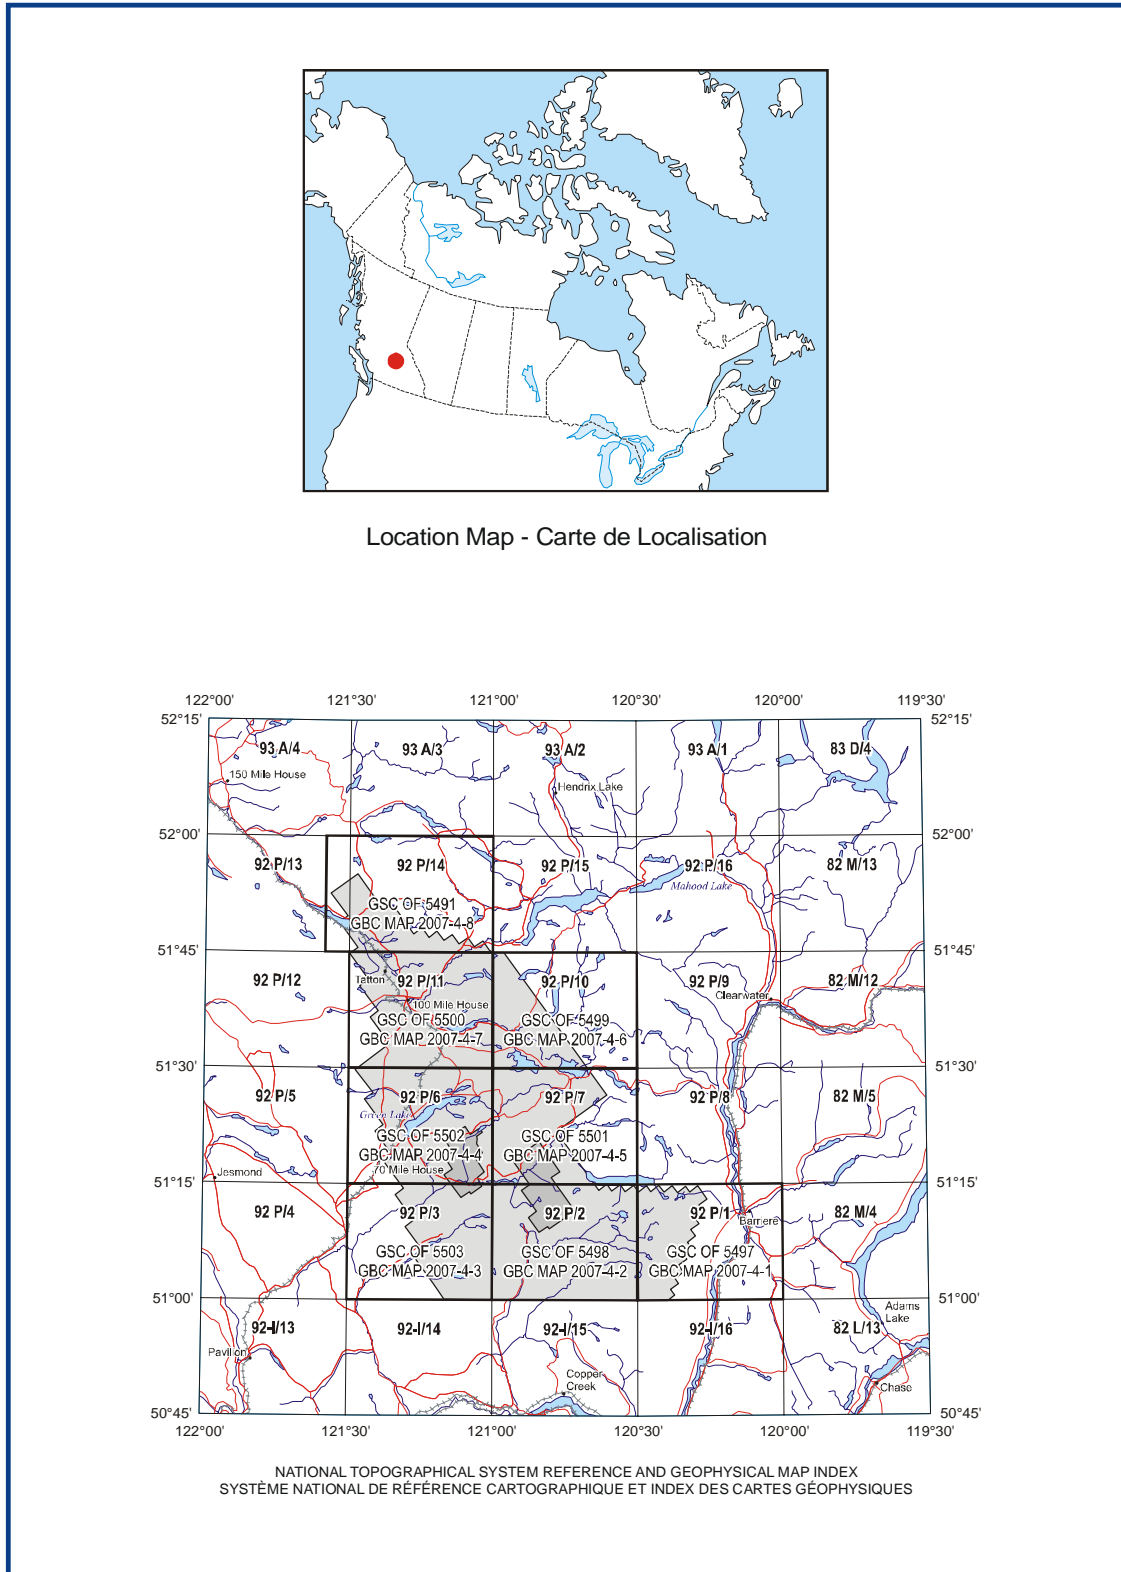 Location Map - Carte de Localisation
122°00' 121°30' 121°00' 120°30' 120°00' 119°30'
52°15' 52°15'
93 A/4 93 A/3 93 A/2 93 A/1 83 D/4
150 Mile House
Hendrix Lake
52°00' 52°00'
92 P/13 92 P/14 92 P/15 92 P/16 82 M/13
Mahood Lake
GSC OF 5491
GBC MAP 2007-4-8
51°45' 51°45'
92 P/12 Tatton 92 P/11 92 P/10 92 P/9 82 M/12
Clearwater
100 Mile House
GSC OF 5500 GSC OF 5499
GBC MAP 2007-4-7 GBC MAP 2007-4-6
51°30' 51°30'
92 P/5 92 P/6 92 P/7 92 P/8 82 M/5
Green Lake
GSC OF 5502 GSC OF 5501
GBC MAP 2007-4-4 GBC MAP 2007-4-5
Jesmond 70 Mile House
51°15' 51°15'
92 P/4 92 P/3 92 P/2 92 P/1 82 M/4
Barriere
GSC OF 5503 GSC OF 5498 GSC OF 5497
GBC MAP 2007-4-3 GBC MAP 2007-4-2 GBC MAP 2007-4-1
51°00' 51°00'
Adams
Lake
92-I/13 92-I/14 92-I/15 92-I/16 82 L/13
Pavilion
Copper
Creek
Chase
50°45' 50°45'
122°00' 121°30' 121°00' 120°30' 120°00' 119°30'
NATIONAL TOPOGRAPHICAL SYSTEM REFERENCE AND GEOPHYSICAL MAP INDEX
SYSTÈME NATIONAL DE RÉFÉRENCE CARTOGRAPHIQUE ET INDEX DES CARTES GÉOPHYSIQUES